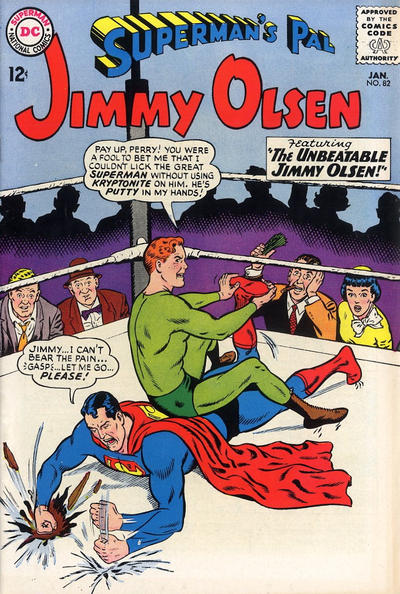 SUPERMAN
DC
NATIONAL COMICS
12¢
SUPERMAN'S PAL
JIMMY OLSEN
APPROVED
BY THE
COMICS
CODE
CA
AUTHORITY
JAN.
NO. 82
Featuring
"THE UNBEATABLE
JIMMY OLSEN!"
PAY UP, PERRY! YOU WERE
A FOOL TO BET ME THAT I
COULDN'T LICK THE GREAT
SUPERMAN WITHOUT USING
KRYPTONITE ON HIM. HE'S
PUTTY IN MY HANDS!
JIMMY...I CAN'T
BEAR THE PAIN...
GASP...LET ME GO...
PLEASE!